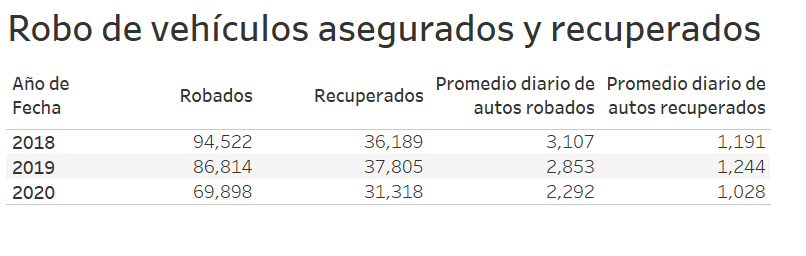 Robo de vehículos asegurados y recuperados
Año de Fecha Robados Recuperados Promedio diario de autos robados Promedio diario de autos recuperados
2018 94,522 36,189 3,107 1,191
2019 86,814 37,805 2,853 1,244
2020 69,898 31,318 2,292 1,028